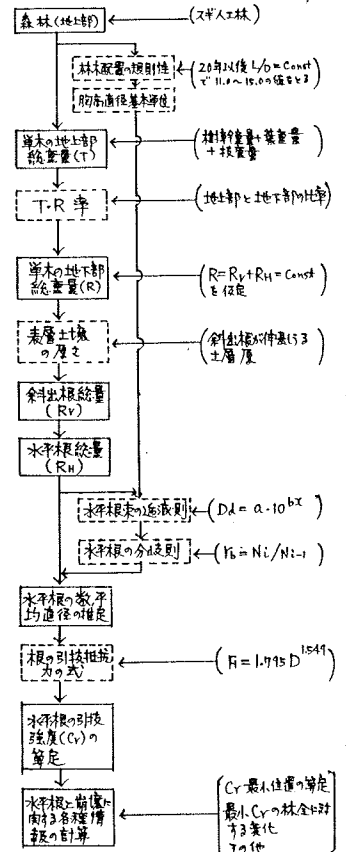 森林(地上部)
(スギ人工林)
林木配置の規則性
20年以後 L/D = Const
で 11.0~15.0の値をとる
胸高直径基本単位
単木の地上部
総重量(T)
(樹幹重量+葉重量
+枝重量)
T・R 率
(地上部と地下部の比率)
単木の地下部
総重量(R)
(R=Rv+RH=Const
を仮定)
表層土壌
の厚さ
(斜出根が伸長しうる
土層厚)
斜出根総量
(Rv)
水平根総量
(RH)
水平根束の逓減則
(Dd = a・10^bx)
水平根の分岐則
(rb = Ni/Ni-1)
水平根の数,平
均直径の推定
根の引抜抵抗
力の式
(Fi = 1.795D^1.549)
水平根の引抜
強度(Cr)の
算定
水平根と崩壊に
関する各種情
報の計算
Cr 最小位置の算定
最小 Crの林令に対
する変化
その他